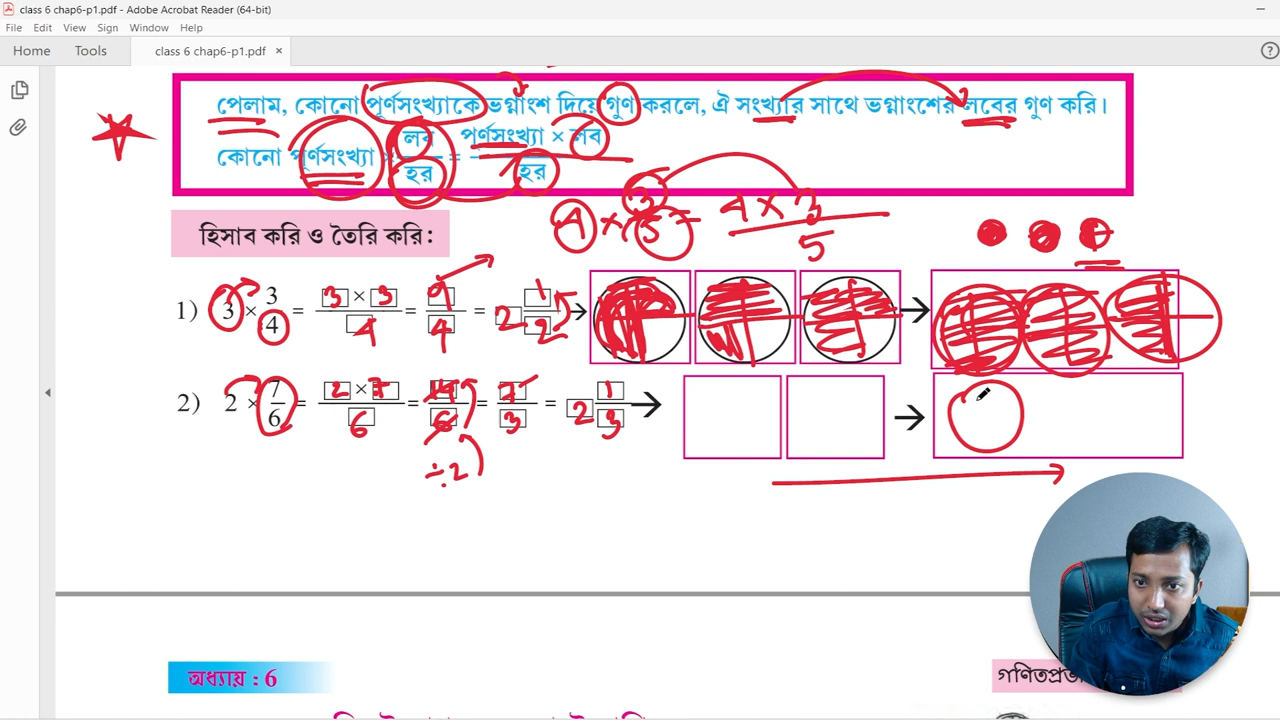 class 6 chap6-p1.pdf - Adobe Acrobat Reader (64-bit)
File Edit View Sign Window Help
Home Tools class 6 chap6-p1.pdf ×
পেলাম, কোনো পূর্ণসংখ্যাকে ভগ্নাংশ দিয়ে গুণ করলে, ঐ সংখ্যার সাথে ভগ্নাংশের লবের গুণ করি।
কোনো পূর্ণসংখ্যা × লব/হর = পূর্ণসংখ্যা × লব/হর
4 × 3/5 = 4 × 3/5
হিসাব করি ও তৈরি করি:
1) 3 × 3/4 = 3 × 3/4 = 9/4 = 2 1/2 →
2) 2 × 7/6 = 2 × 7/6 = 14/6 = 7/3 = 2 1/3 →
÷2
অধ্যায় : 6